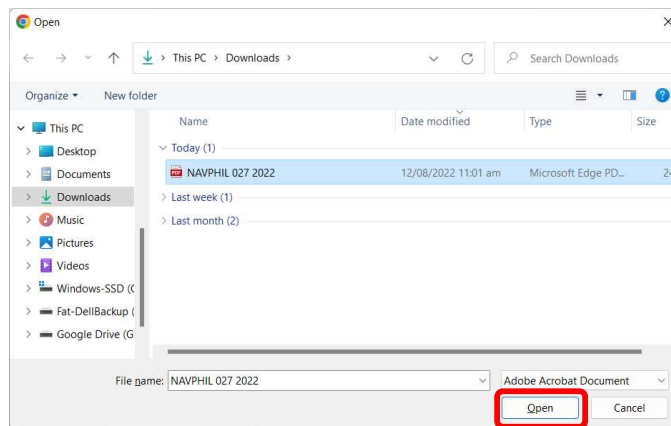 Open
This PC > Downloads >
Search Downloads
Organize
New folder
Name
Date modified
Type
Size
This PC
Desktop
Documents
Downloads
Music
Pictures
Videos
Windows-SSD (
Fat-DellBackup (
Google Drive (G
Today (1)
PDF
NAVPHIL 027 2022
12/08/2022 11:01 am
Microsoft Edge PD...
24
Last week (1)
Last month (2)
File name:
NAVPHIL 027 2022
Adobe Acrobat Document
Open
Cancel